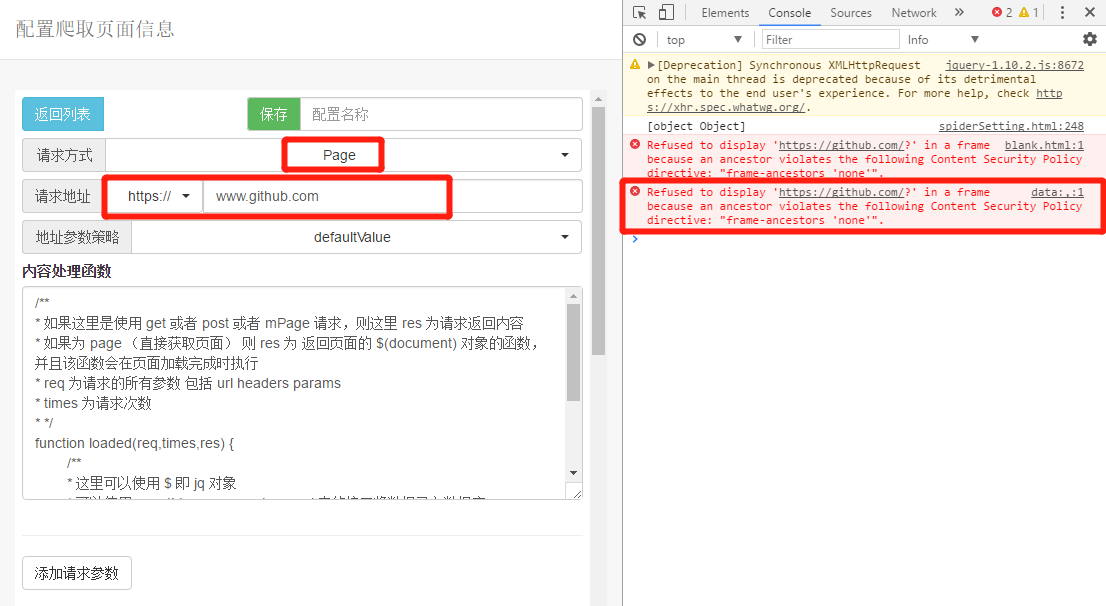 配置爬取页面信息
返回列表
保存
配置名称
请求方式
Page
请求地址
https://
www.github.com
地址参数策略
defaultValue
内容处理函数
/**
* 如果这里是使用 get 或者 post 或者 mPage 请求，则这里 res 为请求返回内容
* 如果为 page （直接获取页面） 则 res 为 返回页面的 $(document) 对象的函数，
并且该函数会在页面加载完成时执行
* req 为请求的所有参数 包括 url headers params
* times 为请求次数
* */
function loaded(req,times,res) {
/**
* 这里可以使用 $ 即 jq 对象
添加请求参数
Elements
Console
Sources
Network
»
2
1
top
Filter
Info
[Deprecation] Synchronous XMLHttpRequest
jquery-1.10.2.js:8672
on the main thread is deprecated because of its detrimental
effects to the end user's experience. For more help, check http
s://xhr.spec.whatwg.org/.
[object Object]
spiderSetting.html:248
Refused to display 'https://github.com/?' in a frame
blank.html:1
because an ancestor violates the following Content Security Policy
directive: "frame-ancestors 'none'".
Refused to display 'https://github.com/?' in a frame
data:,:1
because an ancestor violates the following Content Security Policy
directive: "frame-ancestors 'none'".